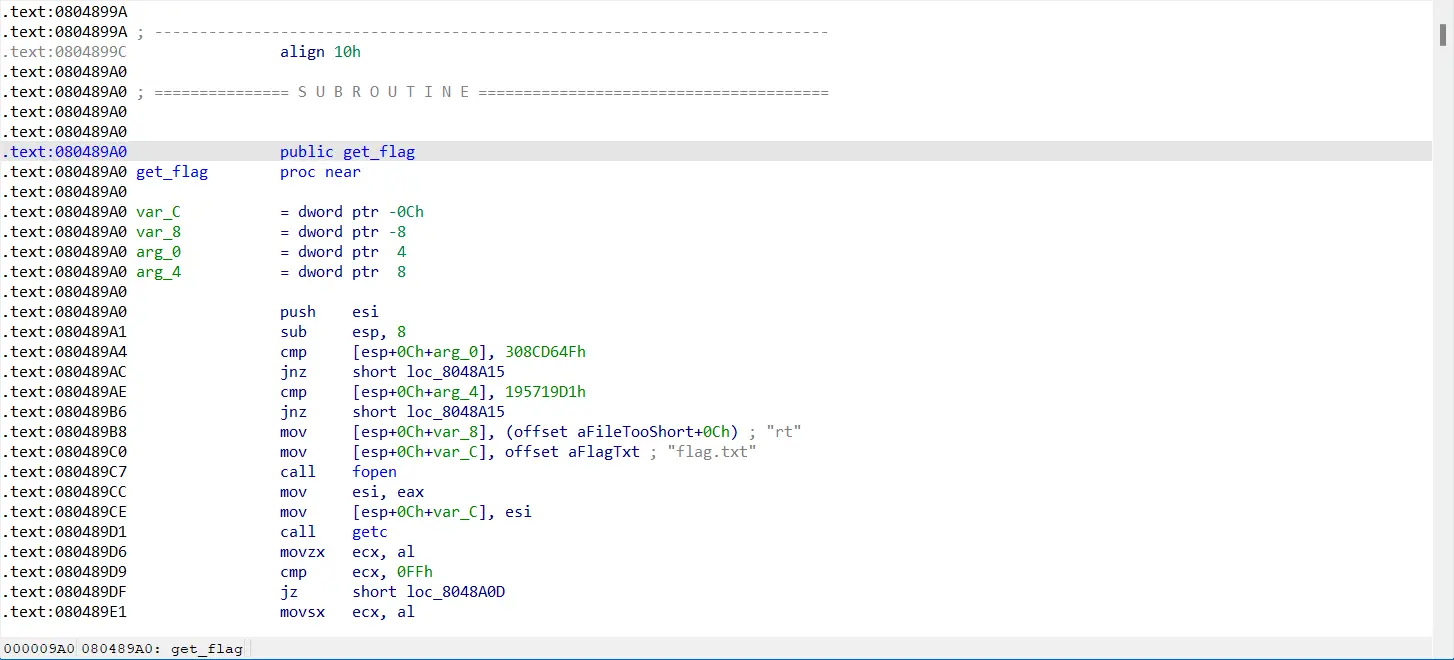 .text:0804899A
.text:0804899A ; ---------------------------------------------------------------------------
.text:0804899C                 align 10h
.text:080489A0
.text:080489A0 ; =============== S U B R O U T I N E =======================================
.text:080489A0
.text:080489A0
.text:080489A0                 public get_flag
.text:080489A0 get_flag        proc near
.text:080489A0
.text:080489A0 var_C           = dword ptr -0Ch
.text:080489A0 var_8           = dword ptr -8
.text:080489A0 arg_0           = dword ptr  4
.text:080489A0 arg_4           = dword ptr  8
.text:080489A0
.text:080489A0                 push    esi
.text:080489A1                 sub     esp, 8
.text:080489A4                 cmp     [esp+0Ch+arg_0], 308CD64Fh
.text:080489AC                 jnz     short loc_8048A15
.text:080489AE                 cmp     [esp+0Ch+arg_4], 195719D1h
.text:080489B6                 jnz     short loc_8048A15
.text:080489B8                 mov     [esp+0Ch+var_8], (offset aFileTooShort+0Ch) ; "rt"
.text:080489C0                 mov     [esp+0Ch+var_C], offset aFlagTxt ; "flag.txt"
.text:080489C7                 call    fopen
.text:080489CC                 mov     esi, eax
.text:080489CE                 mov     [esp+0Ch+var_C], esi
.text:080489D1                 call    getc
.text:080489D6                 movzx   ecx, al
.text:080489D9                 cmp     ecx, 0FFh
.text:080489DF                 jz      short loc_8048A0D
.text:080489E1                 movsx   ecx, al
000009A0 080489A0: get_flag